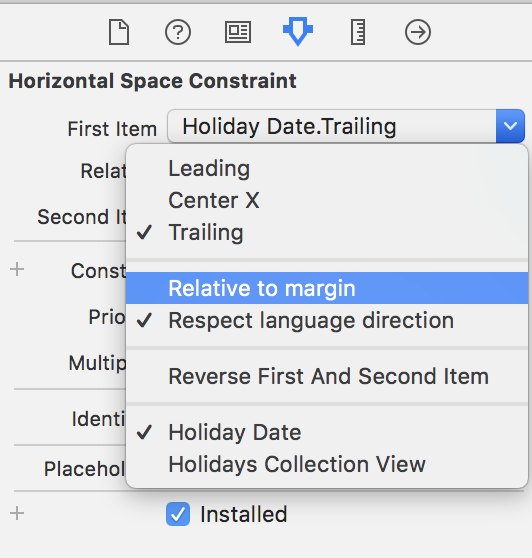 Horizontal Space Constraint
First Item Holiday Date.Trailing
Relat
Leading
Center X
Second It
Trailing
Const
Relative to margin
Prio
Respect language direction
Multip
Reverse First And Second Item
Identi
Holiday Date
Placehol
Holidays Collection View
Installed